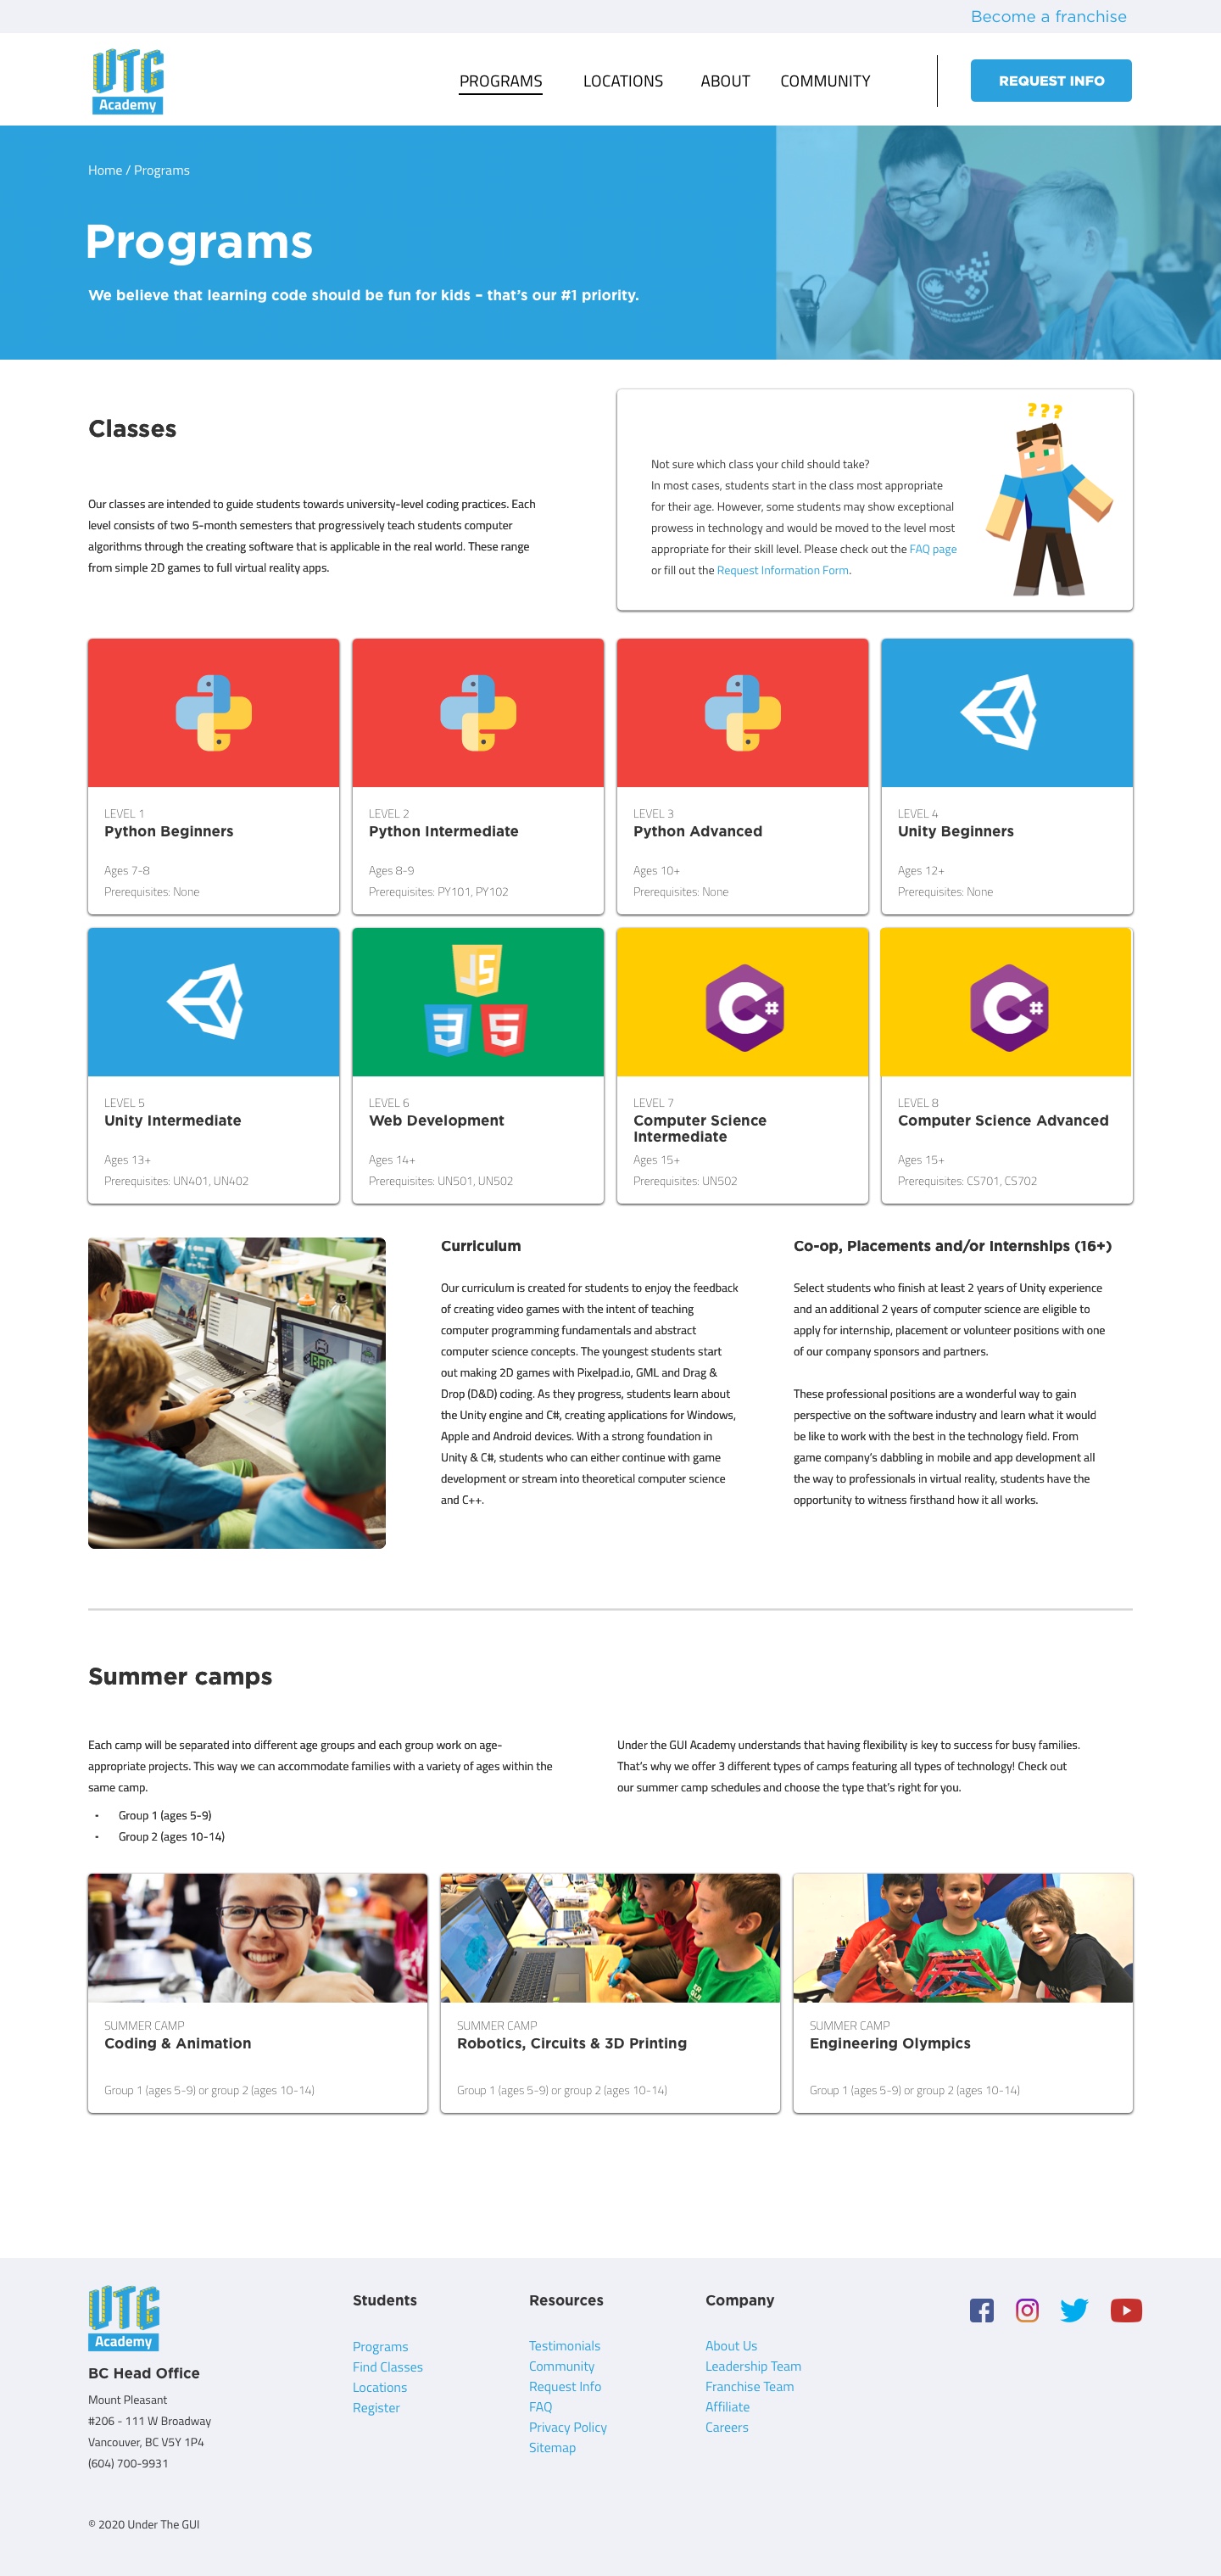 Become a franchise
UTG
Academy
PROGRAMS
LOCATIONS
ABOUT
COMMUNITY
REQUEST INFO
Home / Programs
Programs
We believe that learning code should be fun for kids – that’s our #1 priority.
Classes
Our classes are intended to guide students towards university-level coding practices. Each
level consists of two 5-month semesters that progressively teach students computer
algorithms through the creating software that is applicable in the real world. These range
from simple 2D games to full virtual reality apps.
???
Not sure which class your child should take?
In most cases, students start in the class most appropriate
for their age. However, some students may show exceptional
prowess in technology and would be moved to the level most
appropriate for their skill level. Please check out the FAQ page
or fill out the Request Information Form.
LEVEL 1
Python Beginners
Ages 7-8
Prerequisites: None
LEVEL 2
Python Intermediate
Ages 8-9
Prerequisites: PY101, PY102
LEVEL 3
Python Advanced
Ages 10+
Prerequisites: None
LEVEL 4
Unity Beginners
Ages 12+
Prerequisites: None
LEVEL 5
Unity Intermediate
Ages 13+
Prerequisites: UN401, UN402
JS
3 5
LEVEL 6
Web Development
Ages 14+
Prerequisites: UN501, UN502
C#
LEVEL 7
Computer Science
Intermediate
Ages 15+
Prerequisites: UN502
C#
LEVEL 8
Computer Science Advanced
Ages 15+
Prerequisites: CS701, CS702
Curriculum
Our curriculum is created for students to enjoy the feedback
of creating video games with the intent of teaching
computer programming fundamentals and abstract
computer science concepts. The youngest students start
out making 2D games with Pixelpad.io, GML and Drag &
Drop (D&D) coding. As they progress, students learn about
the Unity engine and C#, creating applications for Windows,
Apple and Android devices. With a strong foundation in
Unity & C#, students who can either continue with game
development or stream into theoretical computer science
and C++.
Co-op, Placements and/or Internships (16+)
Select students who finish at least 2 years of Unity experience
and an additional 2 years of computer science are eligible to
apply for internship, placement or volunteer positions with one
of our company sponsors and partners.
These professional positions are a wonderful way to gain
perspective on the software industry and learn what it would
be like to work with the best in the technology field. From
game company’s dabbling in mobile and app development all
the way to professionals in virtual reality, students have the
opportunity to witness firsthand how it all works.
Summer camps
Each camp will be separated into different age groups and each group work on age-
appropriate projects. This way we can accommodate families with a variety of ages within the
same camp.
• Group 1 (ages 5-9)
• Group 2 (ages 10-14)
Under the GUI Academy understands that having flexibility is key to success for busy families.
That’s why we offer 3 different types of camps featuring all types of technology! Check out
our summer camp schedules and choose the type that’s right for you.
SUMMER CAMP
Coding & Animation
Group 1 (ages 5-9) or group 2 (ages 10-14)
SUMMER CAMP
Robotics, Circuits & 3D Printing
Group 1 (ages 5-9) or group 2 (ages 10-14)
SUMMER CAMP
Engineering Olympics
Group 1 (ages 5-9) or group 2 (ages 10-14)
UTG
Academy
BC Head Office
Mount Pleasant
#206 - 111 W Broadway
Vancouver, BC V5Y 1P4
(604) 700-9931
© 2020 Under The GUI
Students
Programs
Find Classes
Locations
Register
Resources
Testimonials
Community
Request Info
FAQ
Privacy Policy
Sitemap
Company
About Us
Leadership Team
Franchise Team
Affiliate
Careers